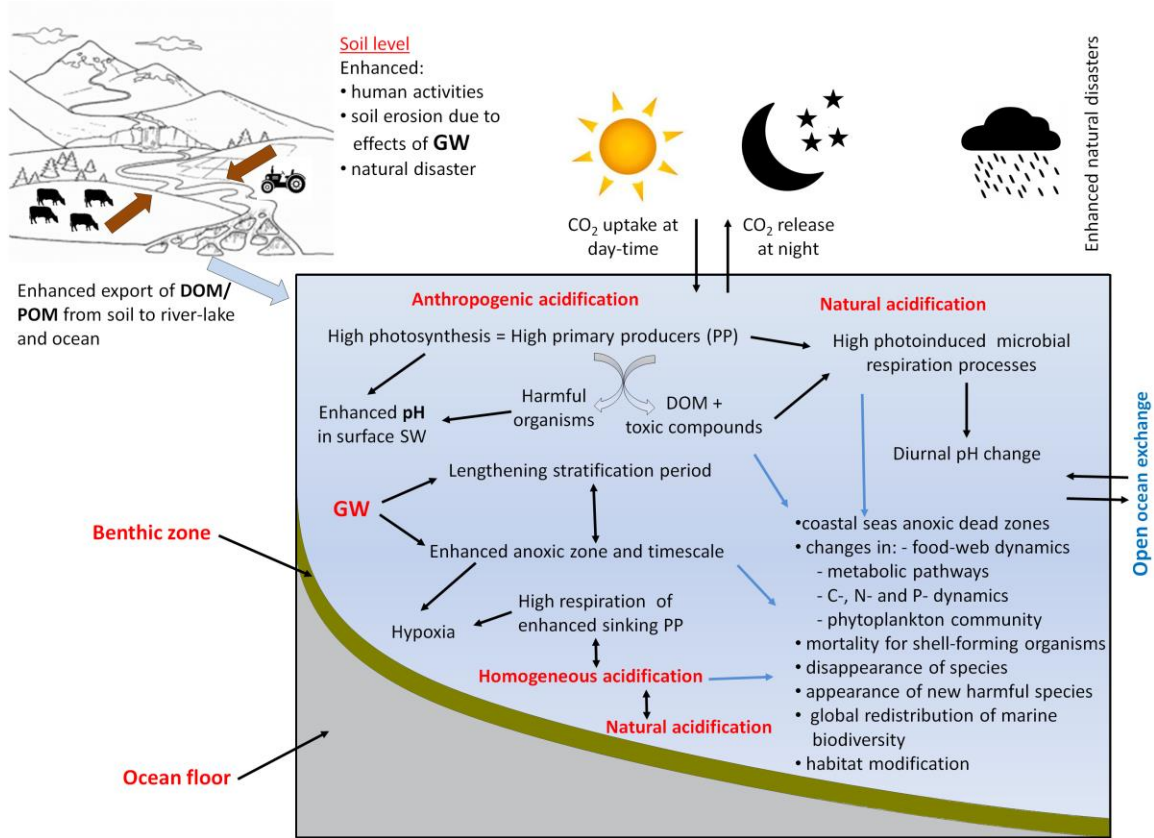 Soil level
Enhanced:
• human activities
• soil erosion due to
effects of GW
• natural disaster
Enhanced export of DOM/
POM from soil to river-lake
and ocean
CO₂ uptake at
day-time
CO₂ release
at night
Enhanced natural disasters
Anthropogenic acidification
Natural acidification
High photosynthesis = High primary producers (PP)
High photoinduced microbial
respiration processes
Enhanced pH
in surface SW
Harmful
organisms
DOM +
toxic compounds
Diurnal pH change
Lengthening stratification period
GW
Enhanced anoxic zone and timescale
Hypoxia
High respiration of
enhanced sinking PP
Homogeneous acidification
Natural acidification
•coastal seas anoxic dead zones
• changes in: - food-web dynamics
- metabolic pathways
- C-, N- and P- dynamics
- phytoplankton community
• mortality for shell-forming organisms
• disappearance of species
• appearance of new harmful species
• global redistribution of marine
biodiversity
• habitat modification
Open ocean exchange
Benthic zone
Ocean floor